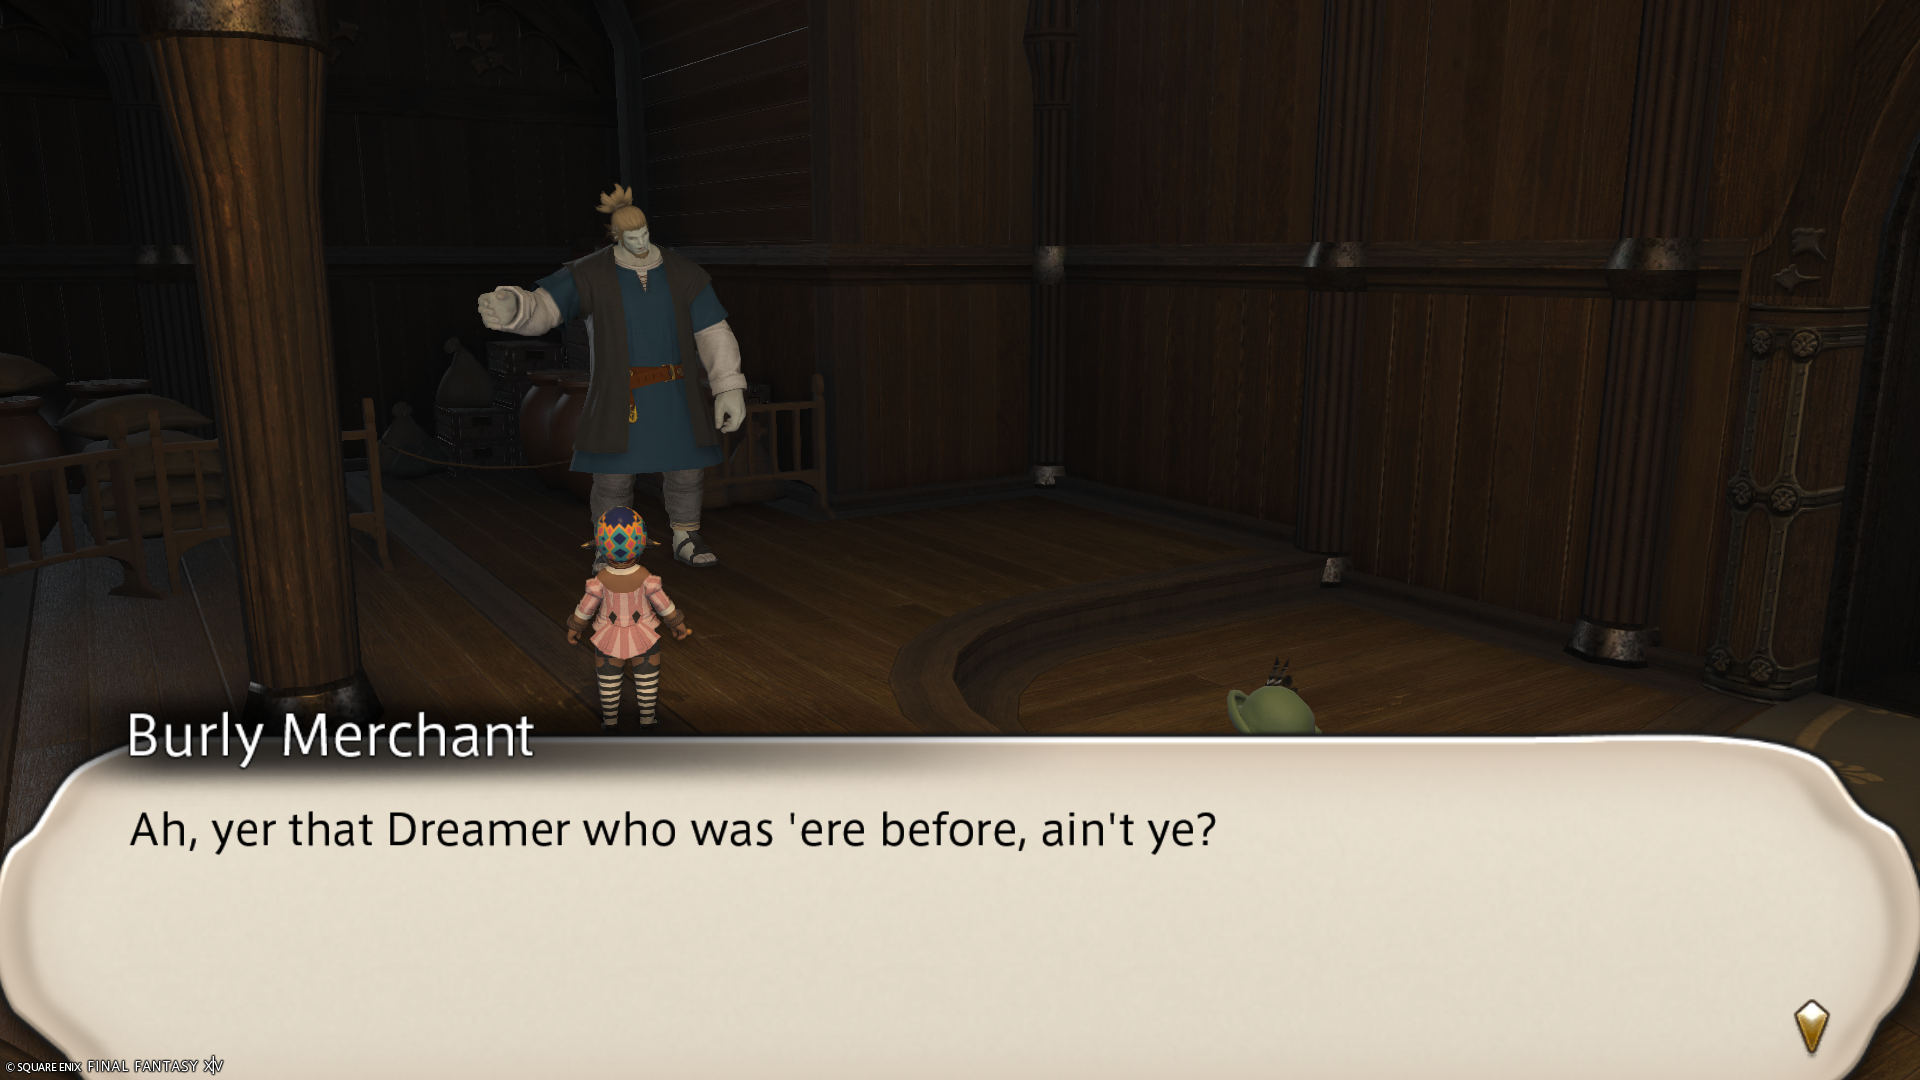 Burly Merchant
Ah, yer that Dreamer who was 'ere before, ain't ye?
© SQUARE ENIX FINAL FANTASY XIV